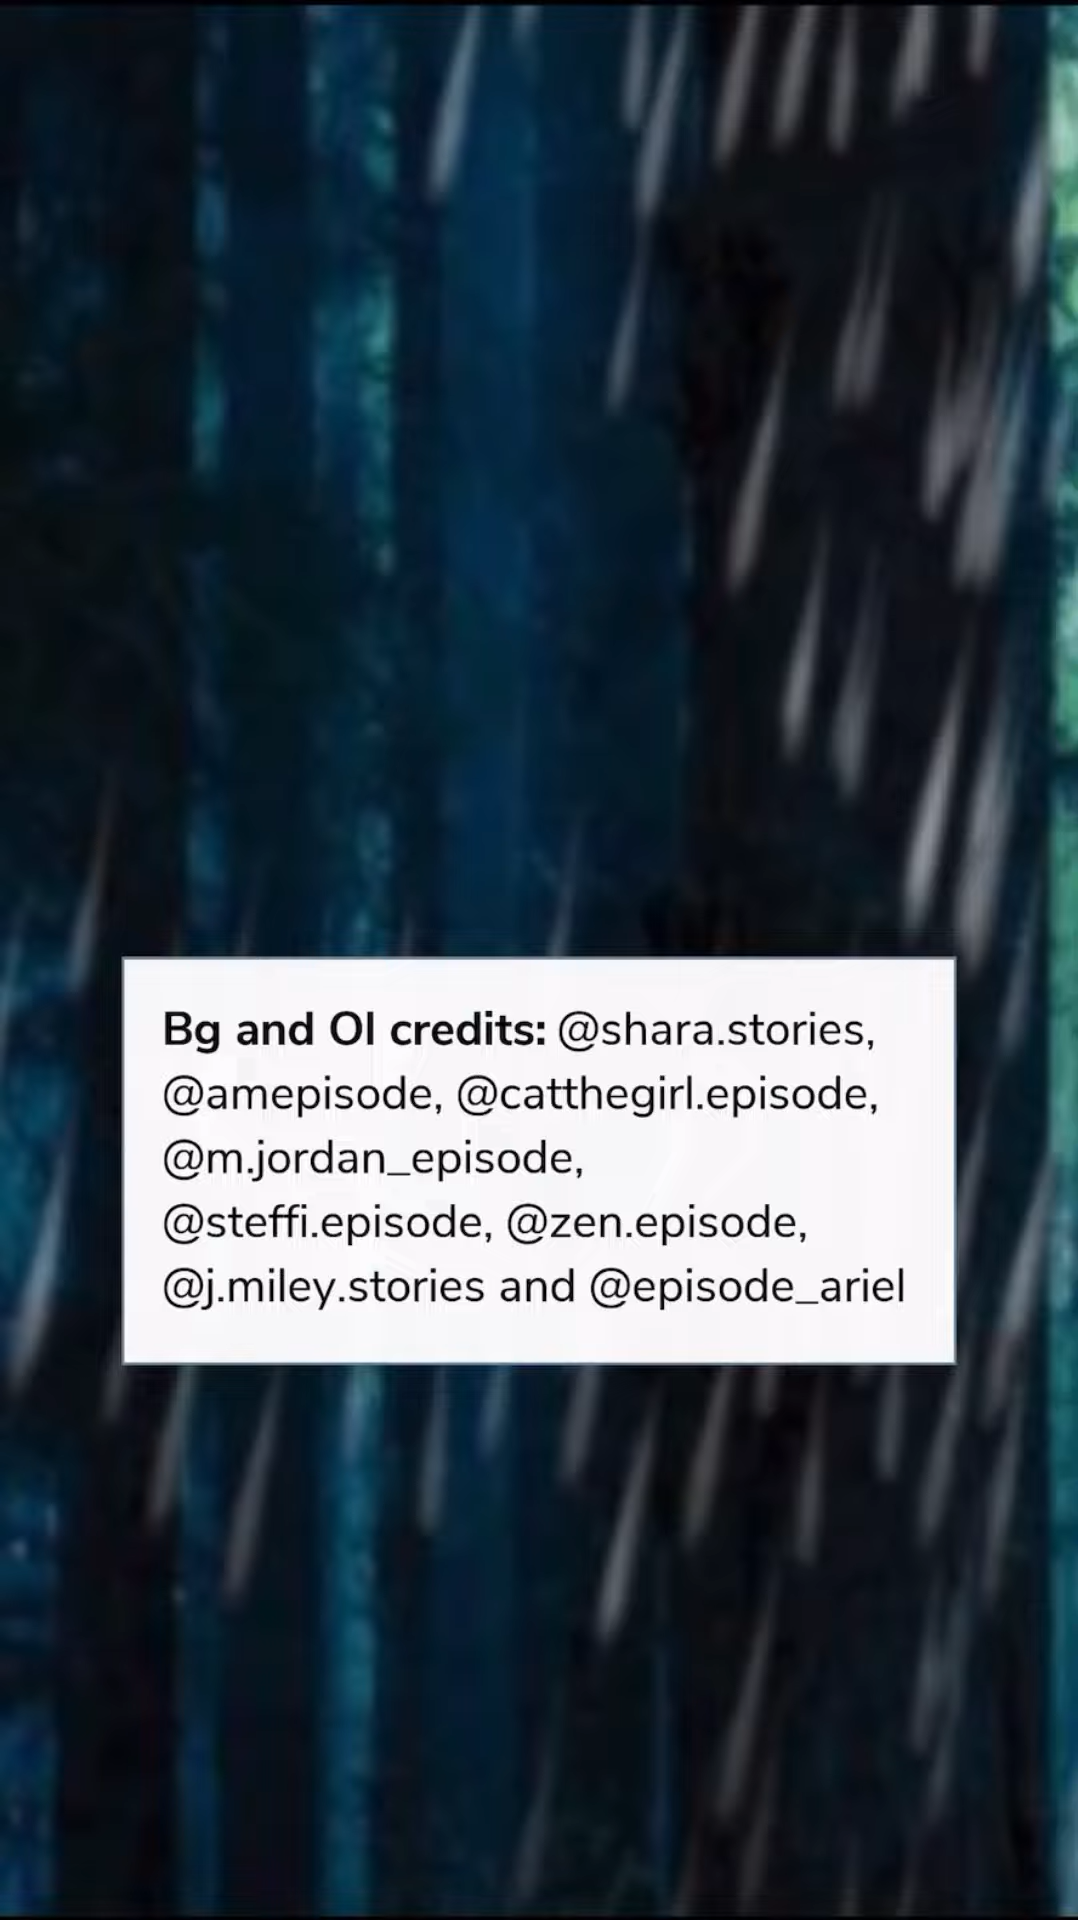 Bg and Ol credits: @shara.stories,
@amepisode, @catthegirl.episode,
@m.jordan_episode,
@steffi.episode, @zen.episode,
@j.miley.stories and @episode_ariel